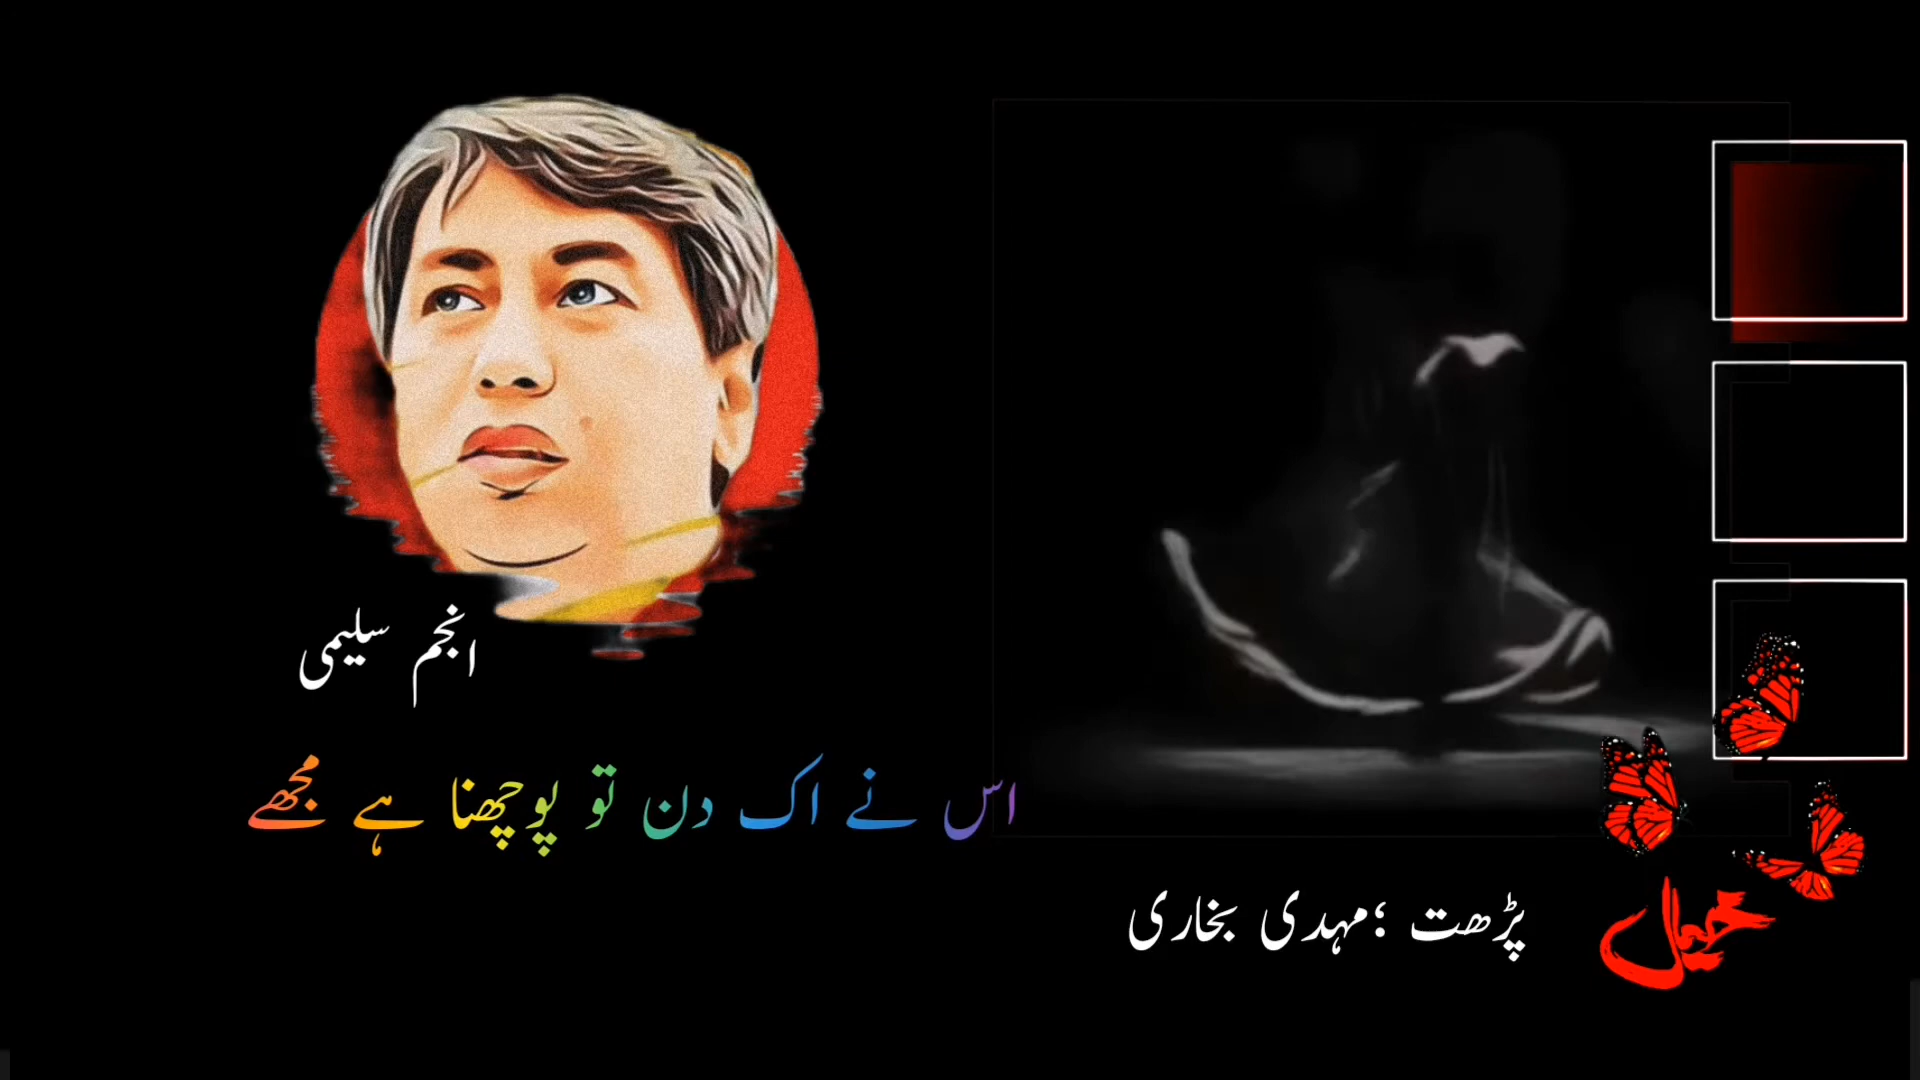 انجم سلیمی
اس نے اک دن تو پوچھنا ہے مجھے
پڑھت ؛مہدی بخاری